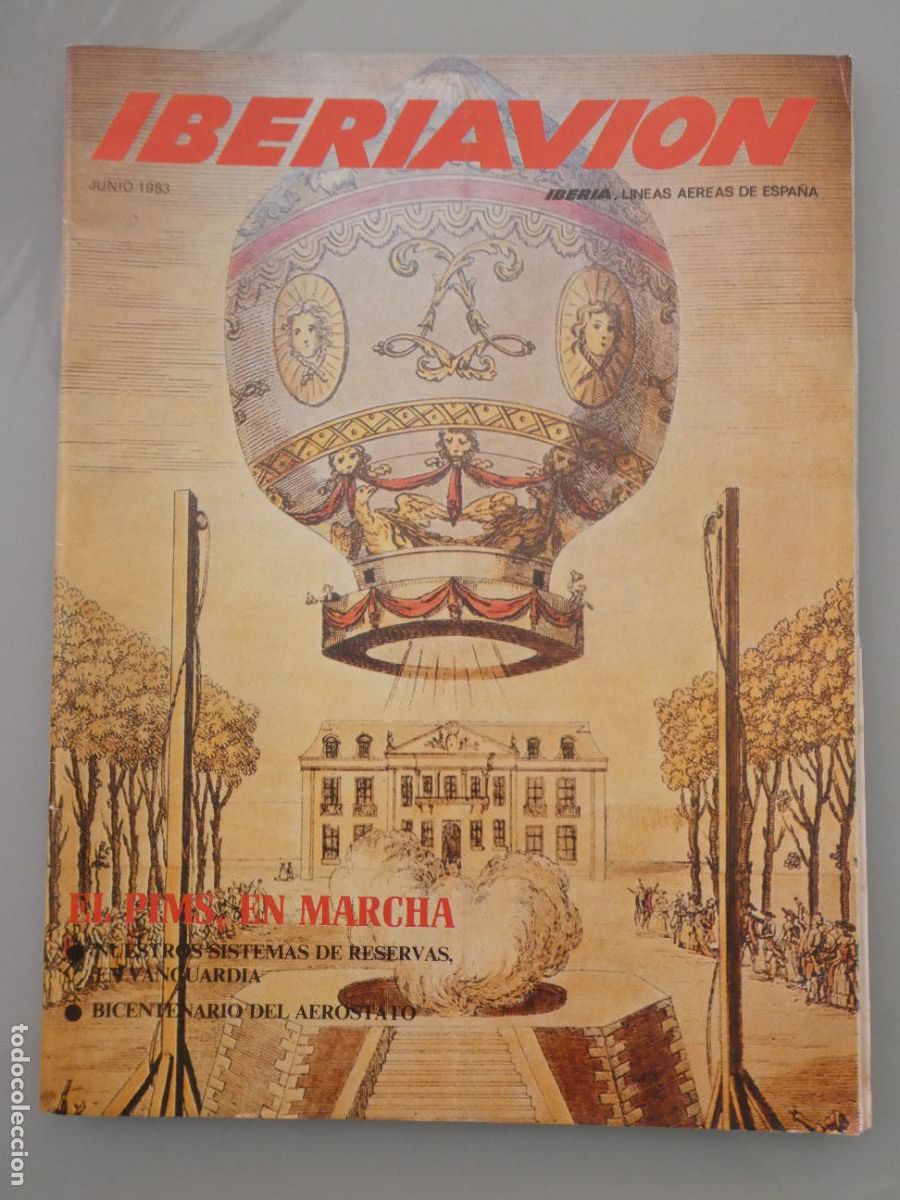 IBERIAVION
JUNIO 1983
IBERIA, LINEAS AEREAS DE ESPAÑA
EL PIMS, EN MARCHA
● NUESTROS SISTEMAS DE RESERVAS,
EN VANGUARDIA
● BICENTENARIO DEL AEROSTATO
todocoleccion